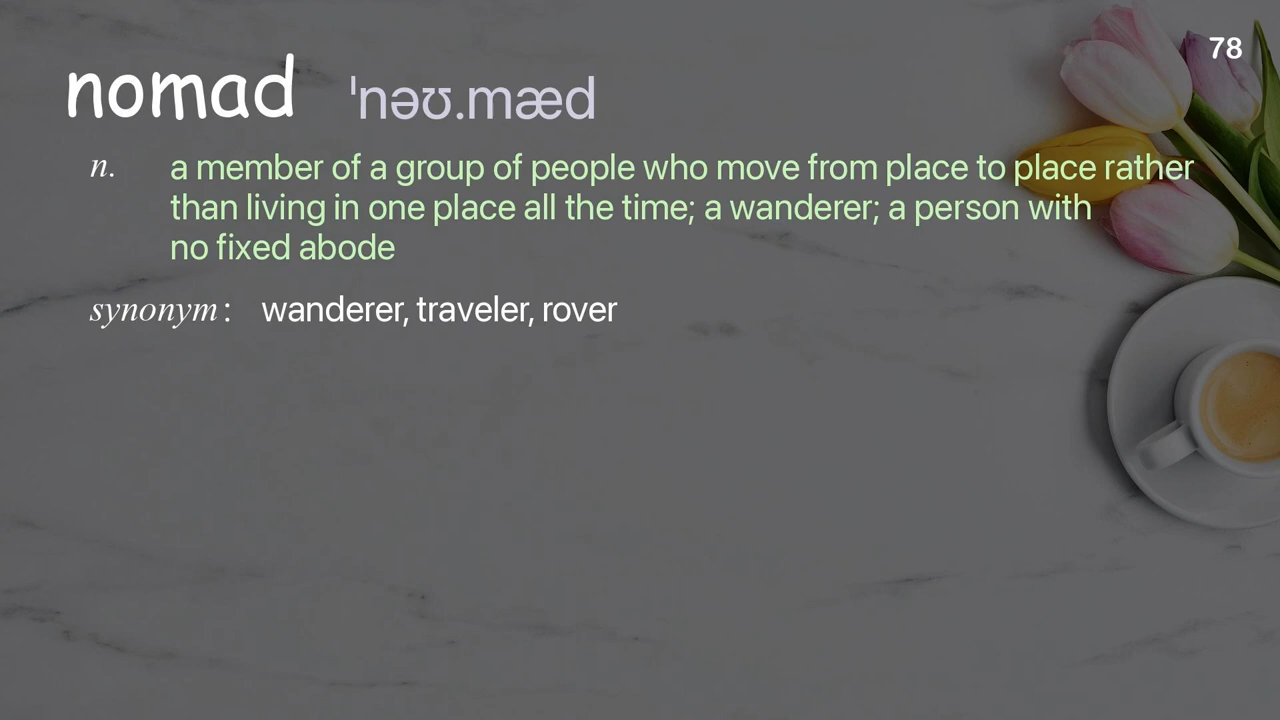 78
nomad ˈnəʊ.mæd
n. a member of a group of people who move from place to place rather
than living in one place all the time; a wanderer; a person with
no fixed abode
synonym: wanderer, traveler, rover